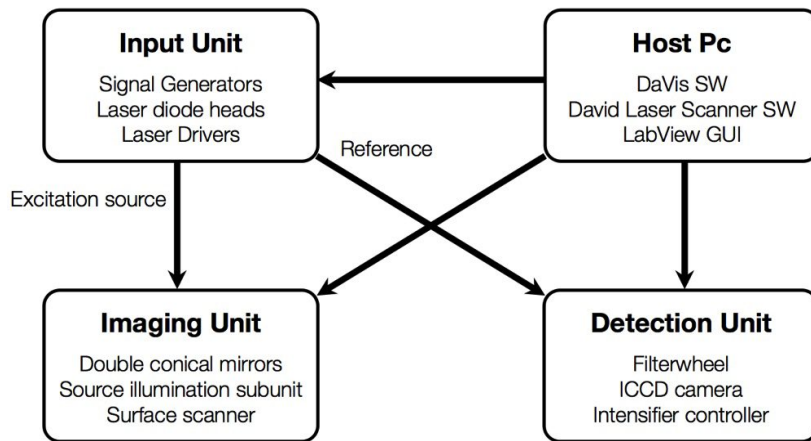 Input Unit
Signal Generators
Laser diode heads
Laser Drivers
Host Pc
DaVis SW
David Laser Scanner SW
LabView GUI
Reference
Excitation source
Imaging Unit
Double conical mirrors
Source illumination subunit
Surface scanner
Detection Unit
Filterwheel
ICCD camera
Intensifier controller